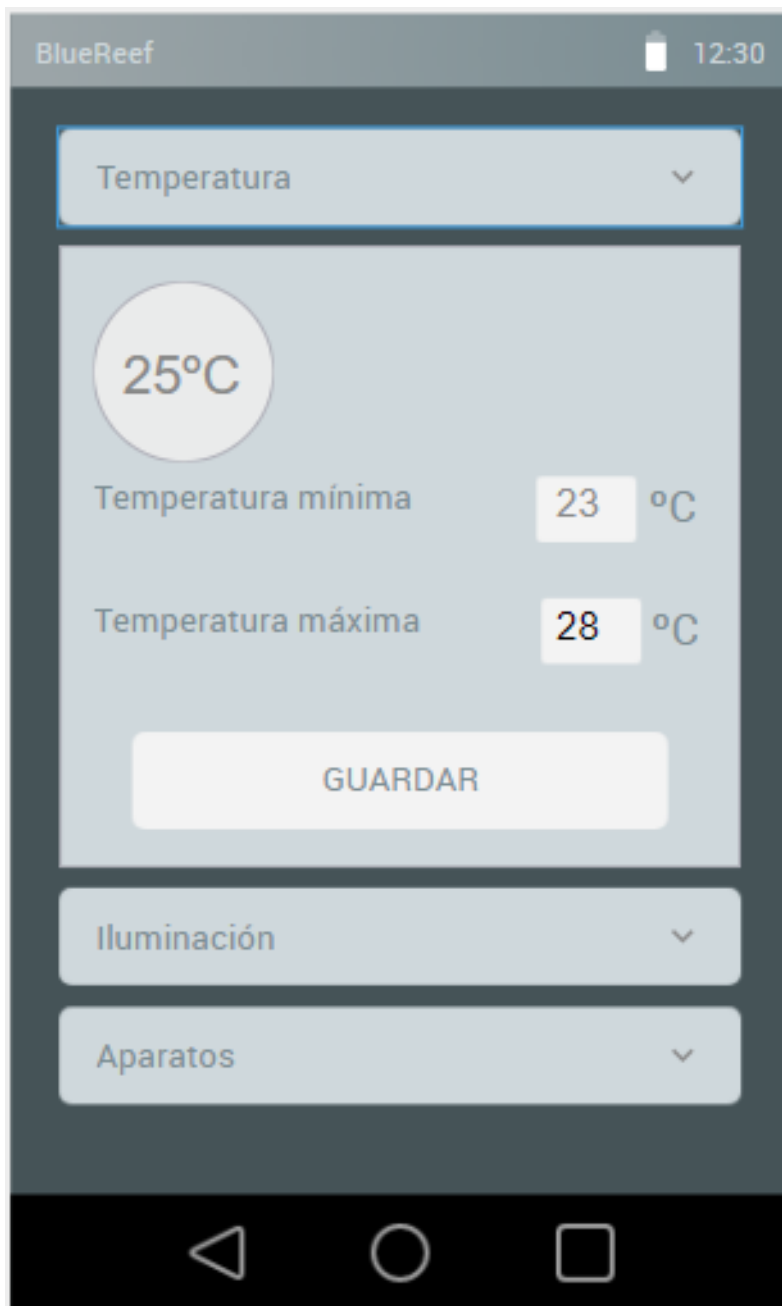 BlueReef 12:30
Temperatura
25ºC
Temperatura mínima 23 ºC
Temperatura máxima 28 ºC
GUARDAR
Iluminación
Aparatos